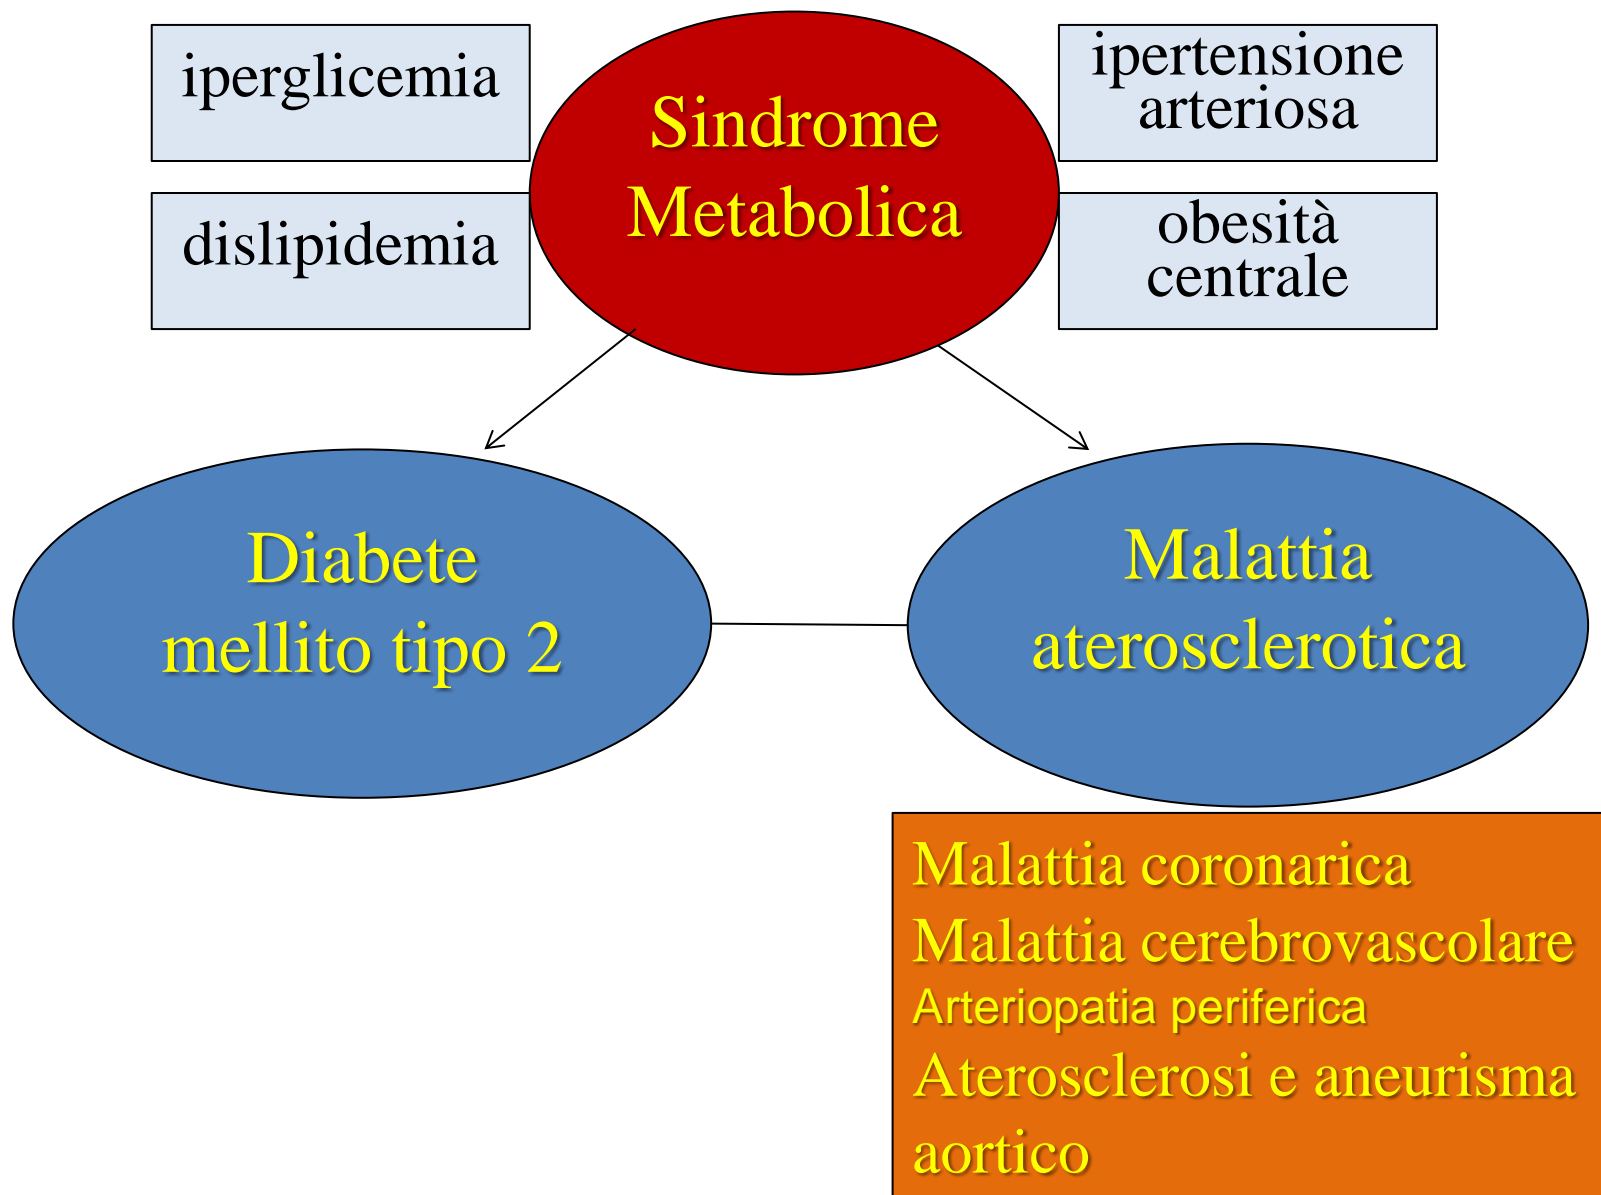 iperglicemia
dislipidemia
Sindrome
Metabolica
ipertensione
arteriosa
obesità
centrale
Diabete
mellito tipo 2
Malattia
aterosclerotica
Malattia coronarica
Malattia cerebrovascolare
Arteriopatia periferica
Aterosclerosi e aneurisma
aortico